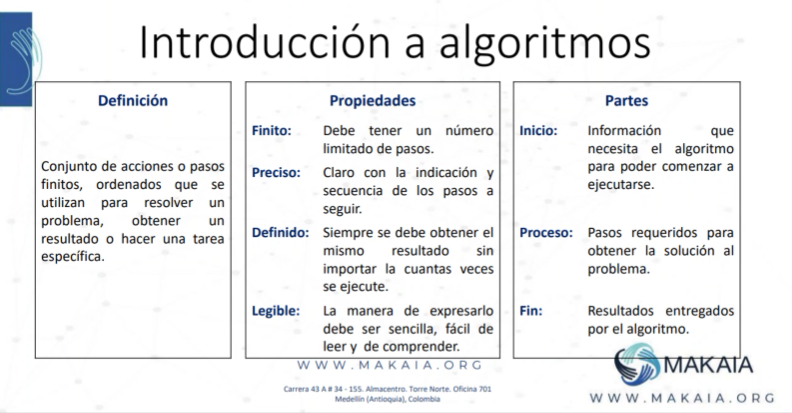 Introducción a algoritmos
Definición
Conjunto de acciones o pasos
finitos, ordenados que se
utilizan para resolver un
problema, obtener un
resultado o hacer una tarea
específica.
Propiedades
Finito: Debe tener un número
limitado de pasos.
Preciso: Claro con la indicación y
secuencia de los pasos a
seguir.
Definido: Siempre se debe obtener el
mismo resultado sin
importar la cuantas veces
se ejecute.
Legible: La manera de expresarlo
debe ser sencilla, fácil de
leer y de comprender.
Partes
Inicio: Información que
necesita el algoritmo
para poder comenzar a
ejecutarse.
Proceso: Pasos requeridos para
obtener la solución al
problema.
Fin: Resultados entregados
por el algoritmo.
WWW.MAKAIA.ORG
Carrera 43 A # 34 - 155. Almacentro. Torre Norte. Oficina 701
Medellín (Antioquia), Colombia
MAKAIA
WWW.MAKAIA.ORG